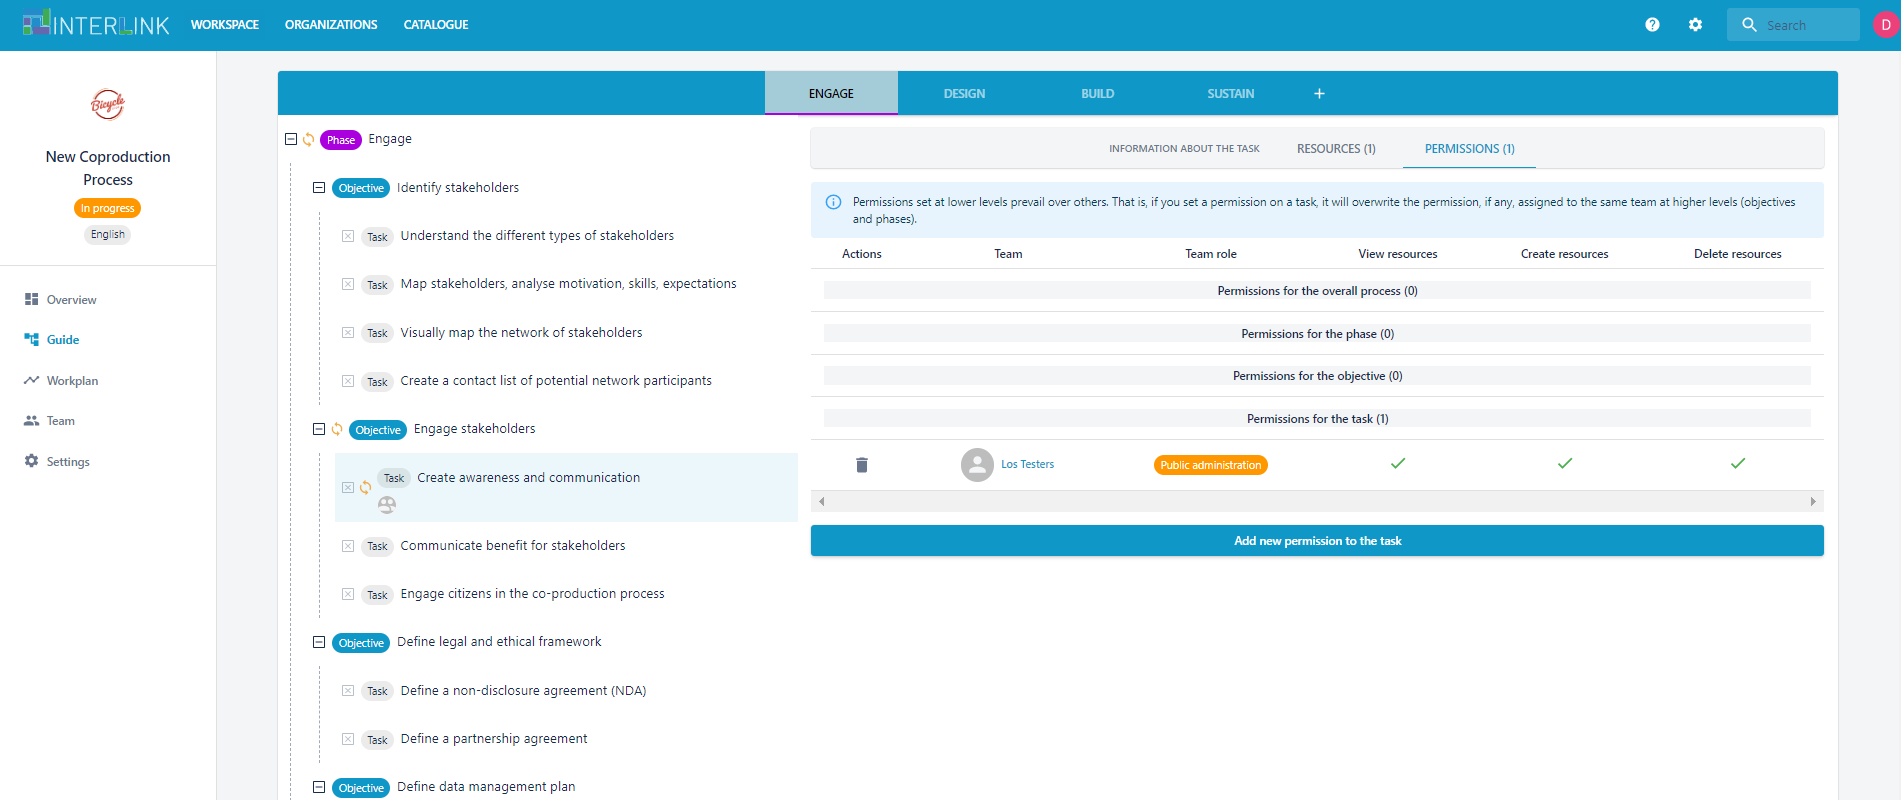 INTERLINK
WORKSPACE
ORGANIZATIONS
CATALOGUE
Search
D
Bicycle
New Coproduction
Process
In progress
English
Overview
Guide
Workplan
Team
Settings
ENGAGE
DESIGN
BUILD
SUSTAIN
+
Phase Engage
Objective Identify stakeholders
Task Understand the different types of stakeholders
Task Map stakeholders, analyse motivation, skills, expectations
Task Visually map the network of stakeholders
Task Create a contact list of potential network participants
Objective Engage stakeholders
Task Create awareness and communication
Task Communicate benefit for stakeholders
Task Engage citizens in the co-production process
Objective Define legal and ethical framework
Task Define a non-disclosure agreement (NDA)
Task Define a partnership agreement
Objective Define data management plan
INFORMATION ABOUT THE TASK
RESOURCES (1)
PERMISSIONS (1)
Permissions set at lower levels prevail over others. That is, if you set a permission on a task, it will overwrite the permission, if any, assigned to the same team at higher levels (objectives
and phases).
Actions Team Team role View resources Create resources Delete resources
Permissions for the overall process (0)
Permissions for the phase (0)
Permissions for the objective (0)
Permissions for the task (1)
Los Testers Public administration
Add new permission to the task